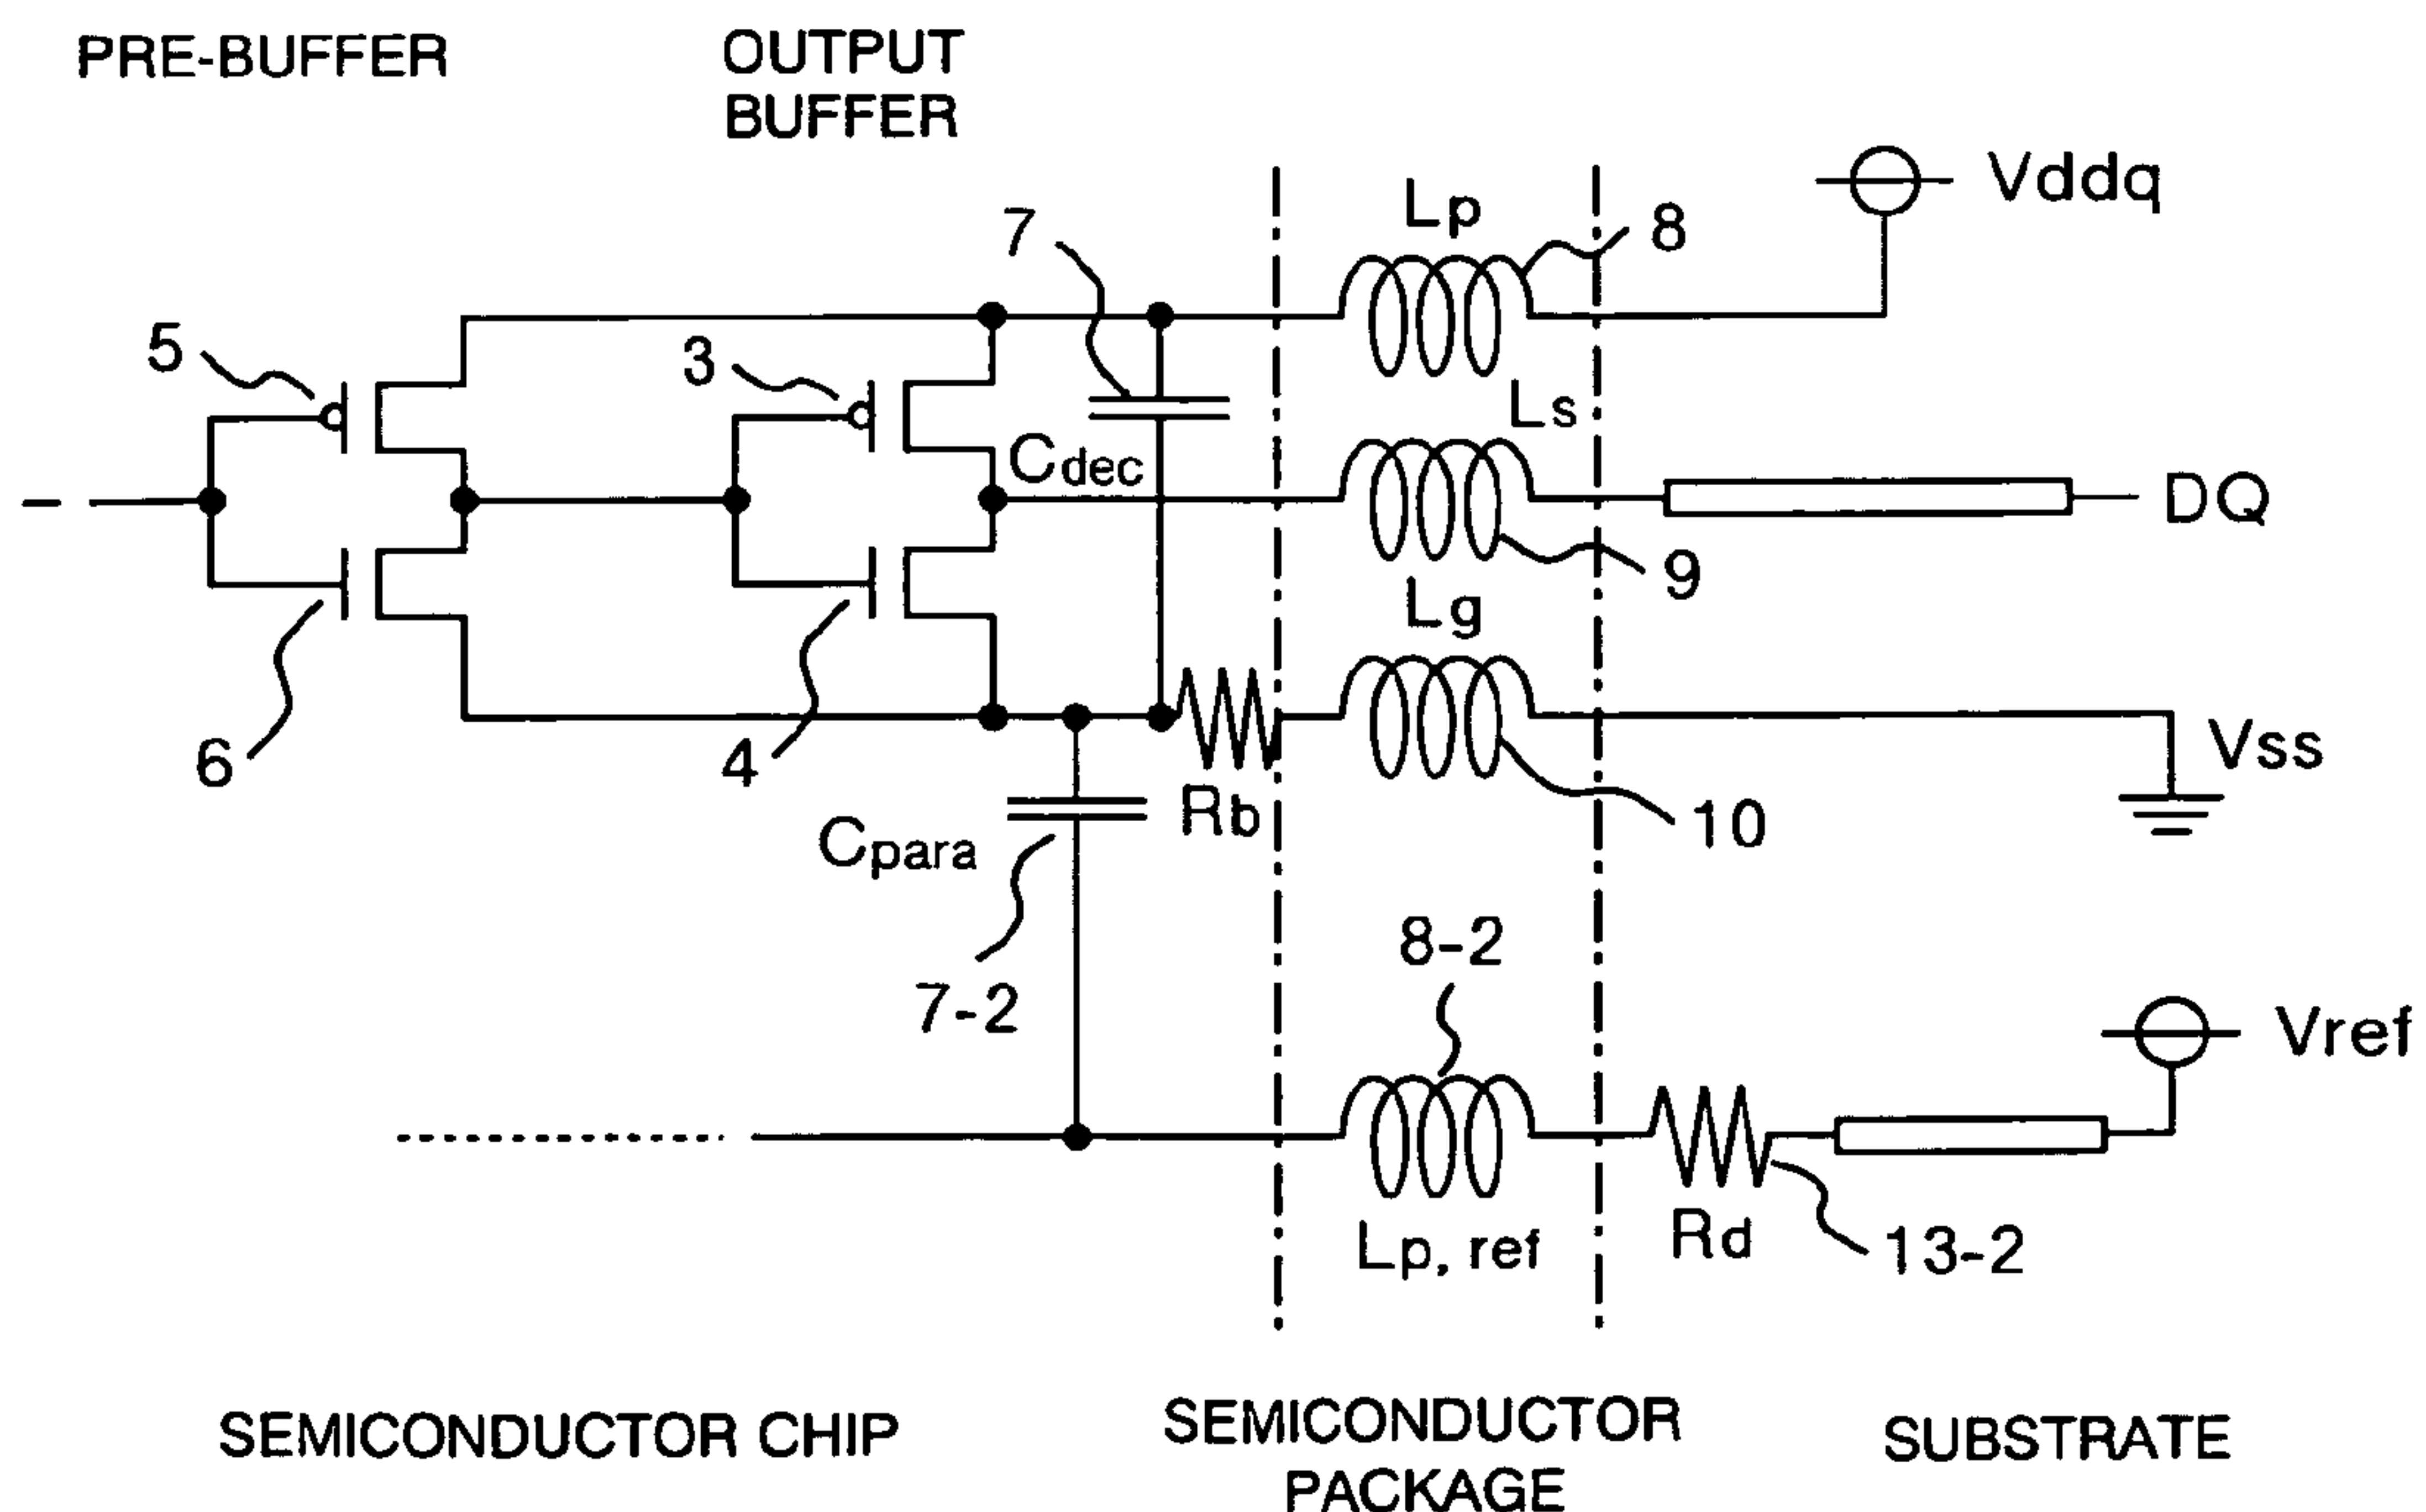 PRE-BUFFER
OUTPUT
BUFFER
Vddq
Lp
8
7
5
3
Ls
Cdec
DQ
9
Lg
6
4
Vss
Rb
10
Cpara
8-2
7-2
Vref
Lp, ref
Rd
13-2
SEMICONDUCTOR CHIP
SEMICONDUCTOR
PACKAGE
SUBSTRATE